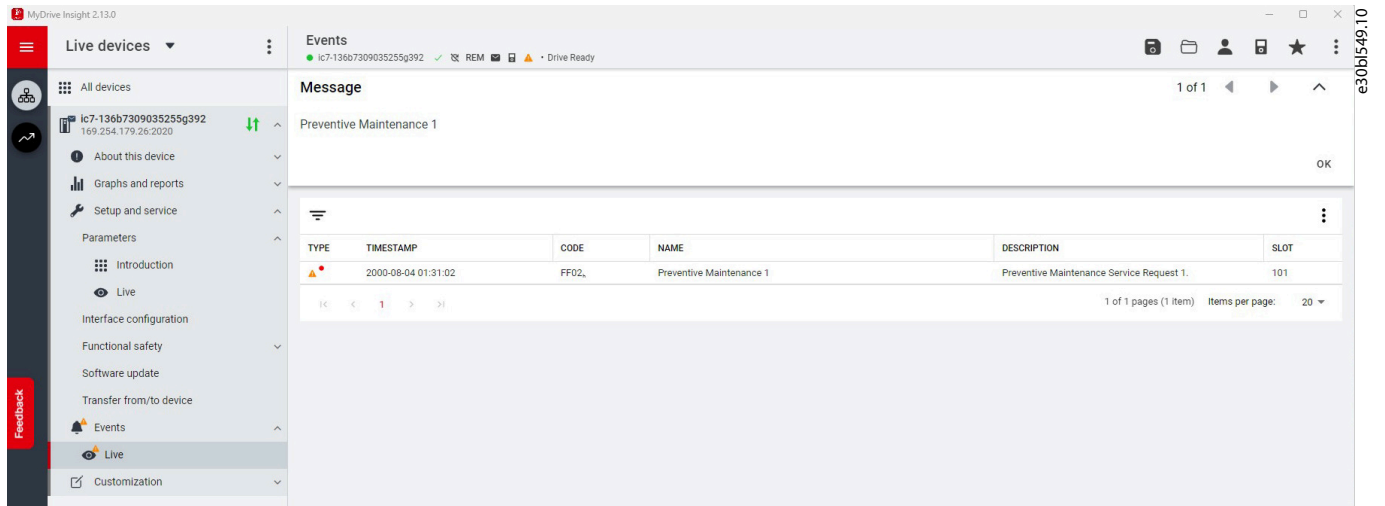 MyDrive Insight 2.13.0
Live devices
All devices
ic7-136b7309035255g392
169.254.179.26:2020
About this device
Graphs and reports
Setup and service
Parameters
Introduction
Live
Interface configuration
Functional safety
Software update
Transfer from/to device
Events
Live
Customization
Feedback
Events
ic7-136b7309035255g392 REM • Drive Ready
Message 1 of 1
Preventive Maintenance 1
OK
TYPE TIMESTAMP CODE NAME DESCRIPTION SLOT
2000-08-04 01:31:02 FF02ₓ Preventive Maintenance 1 Preventive Maintenance Service Request 1. 101
1 1 of 1 pages (1 item) Items per page: 20
e30bl549.10